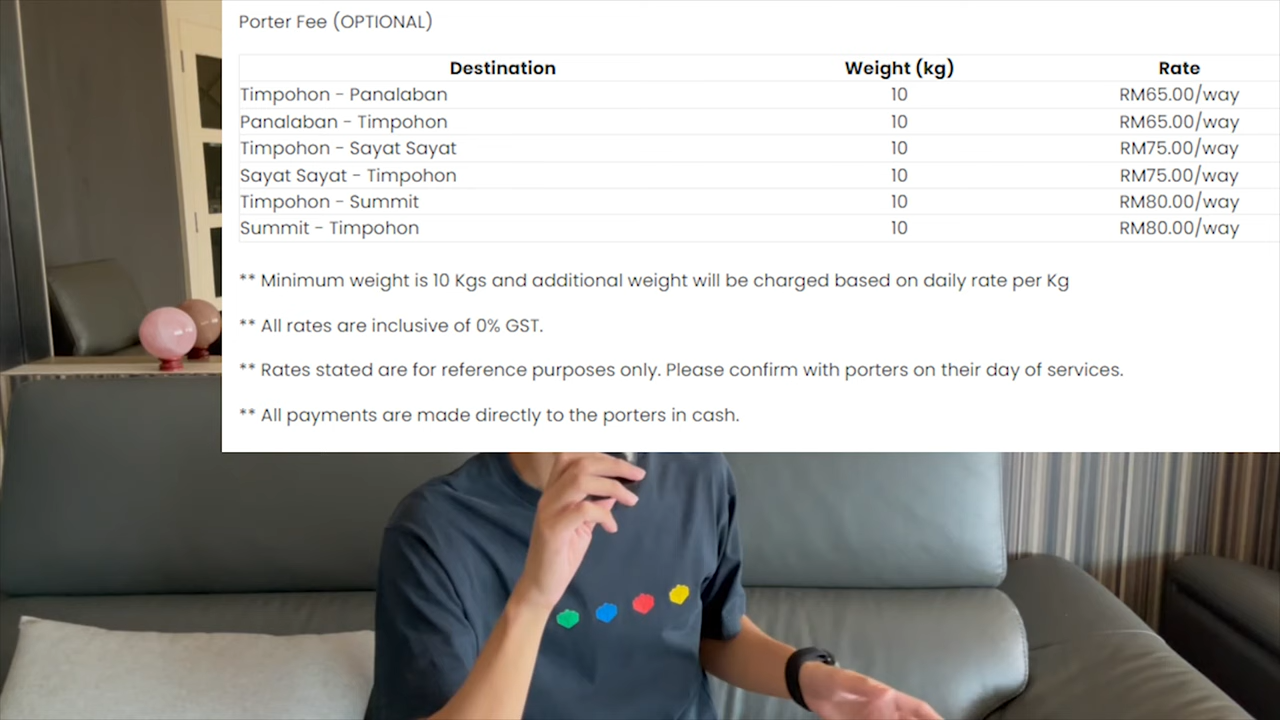 Porter Fee (OPTIONAL)
Destination Weight (kg) Rate
Timpohon - Panalaban 10 RM65.00/way
Panalaban - Timpohon 10 RM65.00/way
Timpohon - Sayat Sayat 10 RM75.00/way
Sayat Sayat - Timpohon 10 RM75.00/way
Timpohon - Summit 10 RM80.00/way
Summit - Timpohon 10 RM80.00/way
** Minimum weight is 10 Kgs and additional weight will be charged based on daily rate per Kg
** All rates are inclusive of 0% GST.
** Rates stated are for reference purposes only. Please confirm with porters on their day of services.
** All payments are made directly to the porters in cash.